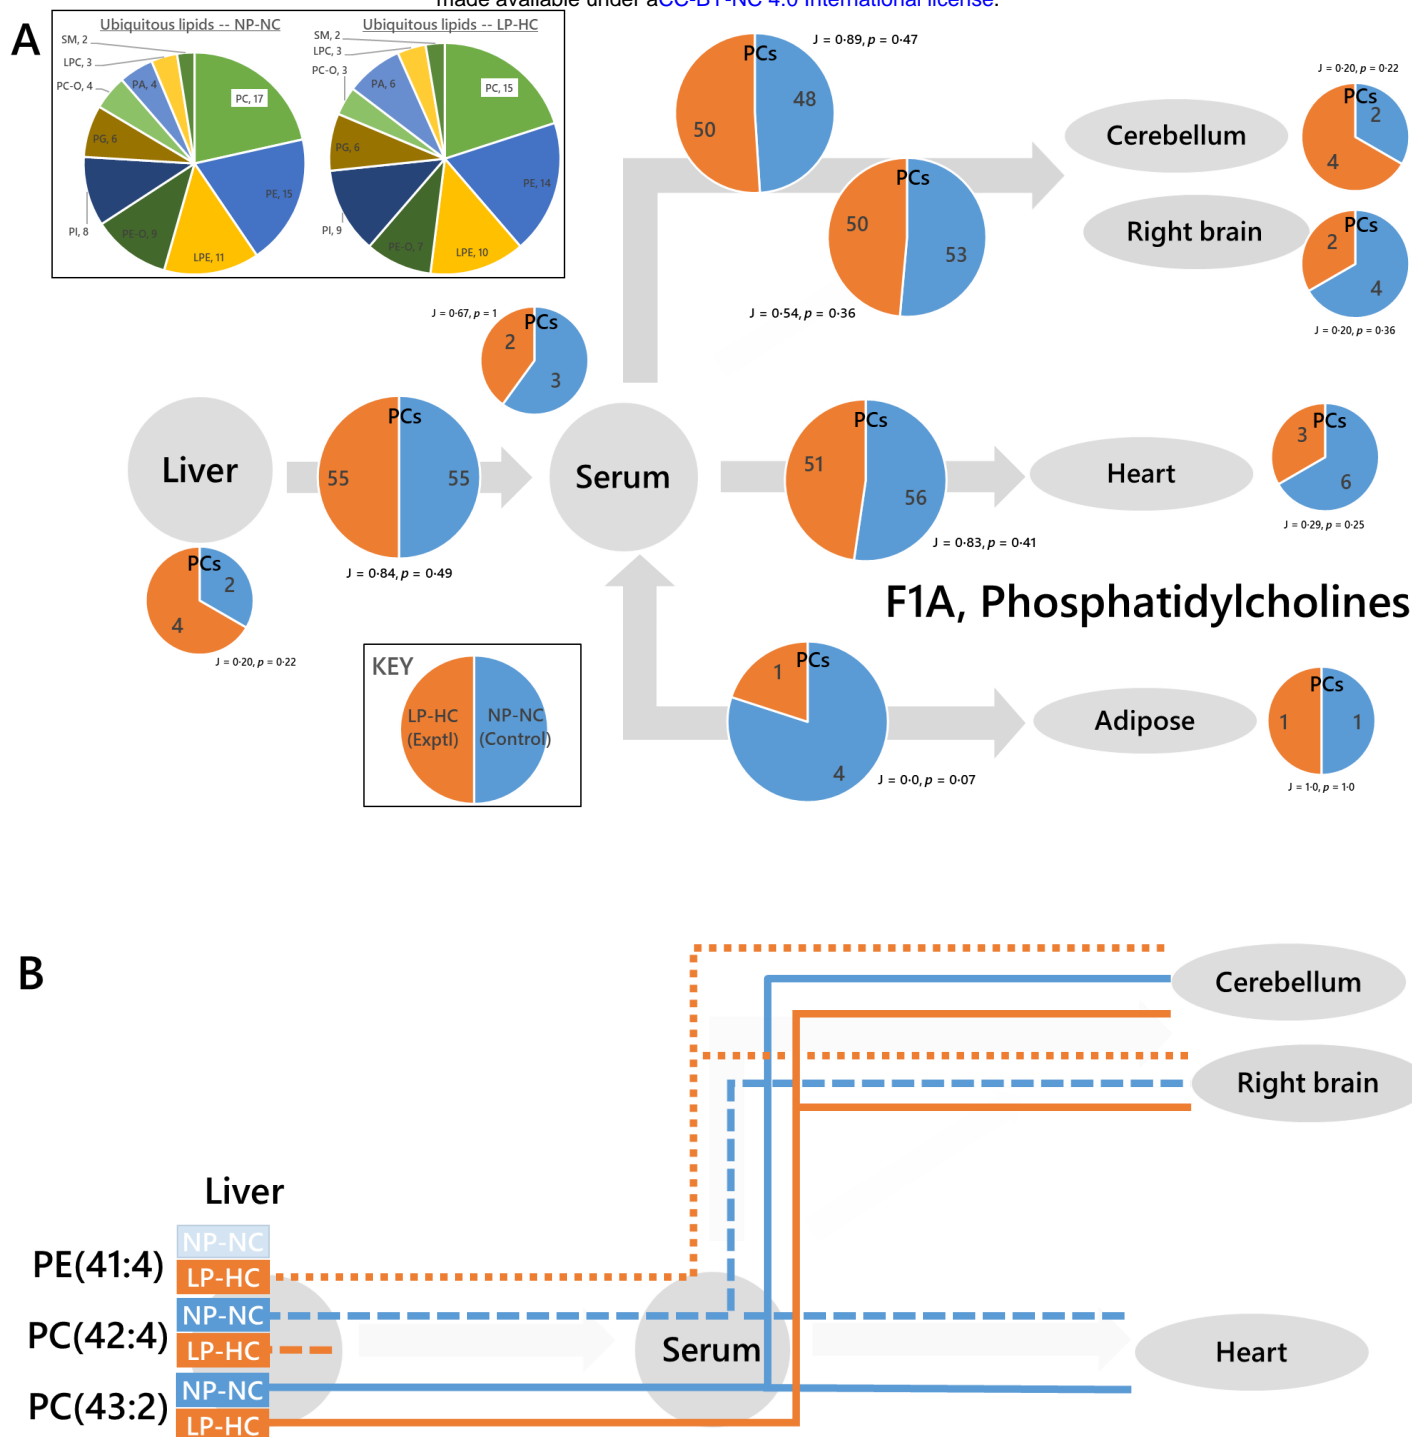 made available under aCC-BY-NC 4.0 International license.
A
Ubiquitous lipids -- NP-NC
SM, 2
LPC, 3
PC-O, 4
PA, 4
PC, 17
PG, 6
PE, 15
PI, 8
PE-O, 9
LPE, 11
Ubiquitous lipids -- LP-HC
SM, 2
LPC, 3
PC-O, 3
PA, 6
PC, 15
PG, 6
PE, 14
PI, 9
PE-O, 7
LPE, 10
PCs
50
48
J = 0·89, p = 0·47
PCs
50
53
J = 0·54, p = 0·36
Cerebellum
J = 0·20, p = 0·22
PCs
2
4
Right brain
PCs
2
4
J = 0·20, p = 0·36
J = 0·67, p = 1
PCs
2
3
Liver
PCs
55
55
J = 0·84, p = 0·49
Serum
PCs
51
56
J = 0·83, p = 0·41
Heart
PCs
3
6
J = 0·29, p = 0·25
PCs
2
4
J = 0·20, p = 0·22
F1A, Phosphatidylcholines
KEY
LP-HC
(Exptl)
NP-NC
(Control)
PCs
1
4
J = 0·0, p = 0·07
Adipose
PCs
1
1
J = 1·0, p = 1·0
B
Cerebellum
Right brain
Liver
PE(41:4)
NP-NC
LP-HC
PC(42:4)
NP-NC
LP-HC
PC(43:2)
NP-NC
LP-HC
Serum
Heart